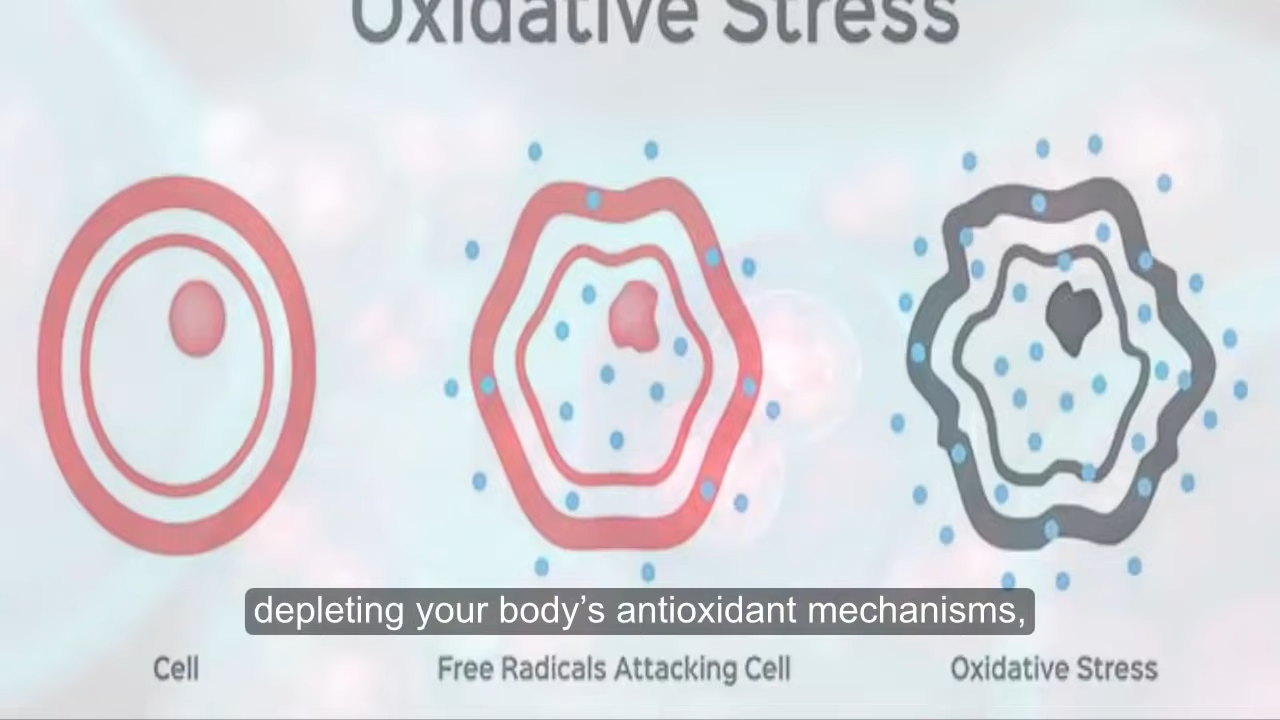 Oxidative Stress
depleting your body’s antioxidant mechanisms,
Cell
Free Radicals Attacking Cell
Oxidative Stress